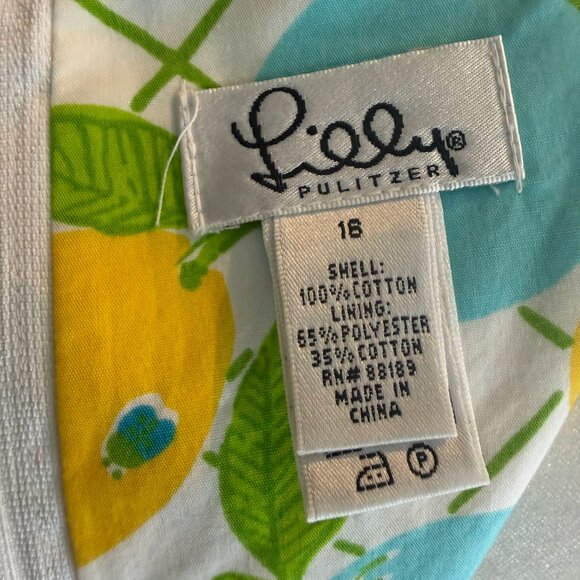 Lilly®
PULITZER
16
SHELL:
100% COTTON
LINING:
65% POLYESTER
35% COTTON
RN# 88189
MADE IN
CHINA
P